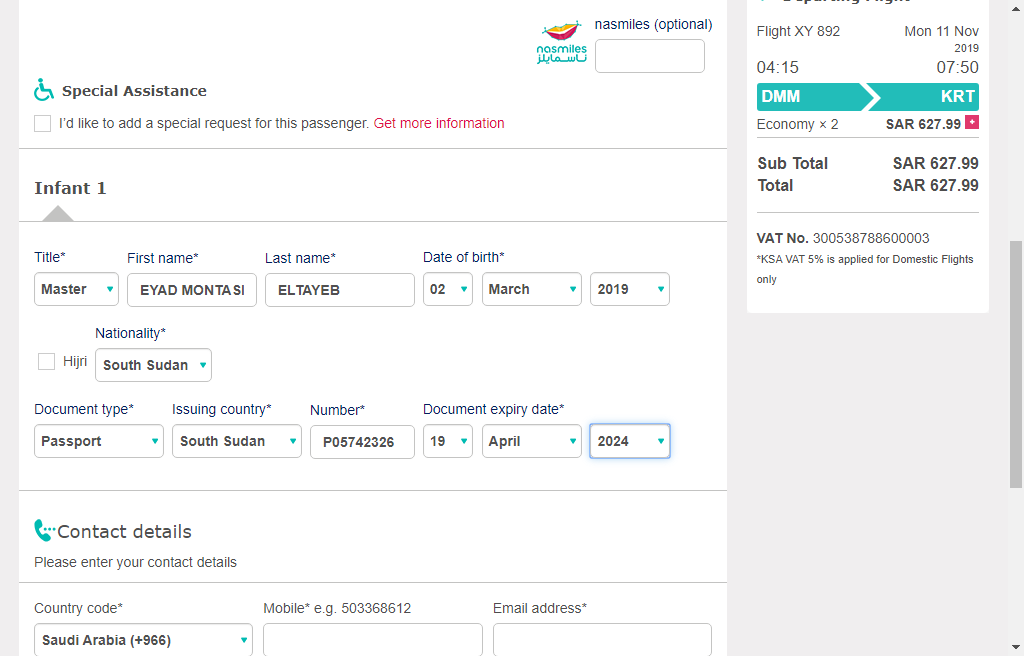 nasmiles (optional)
nasmiles
ناسمايلز
Special Assistance
I'd like to add a special request for this passenger. Get more information
Infant 1
Title*
First name*
Last name*
Date of birth*
Master
EYAD MONTASI
ELTAYEB
02
March
2019
Nationality*
Hijri
South Sudan
Document type*
Issuing country*
Number*
Document expiry date*
Passport
South Sudan
P05742326
19
April
2024
Contact details
Please enter your contact details
Country code*
Mobile* e.g. 503368612
Email address*
Saudi Arabia (+966)
Departing Flight
Flight XY 892
Mon 11 Nov
2019
04:15
07:50
DMM
KRT
Economy × 2
SAR 627.99 +
Sub Total
SAR 627.99
Total
SAR 627.99
VAT No. 300538788600003
*KSA VAT 5% is applied for Domestic Flights
only